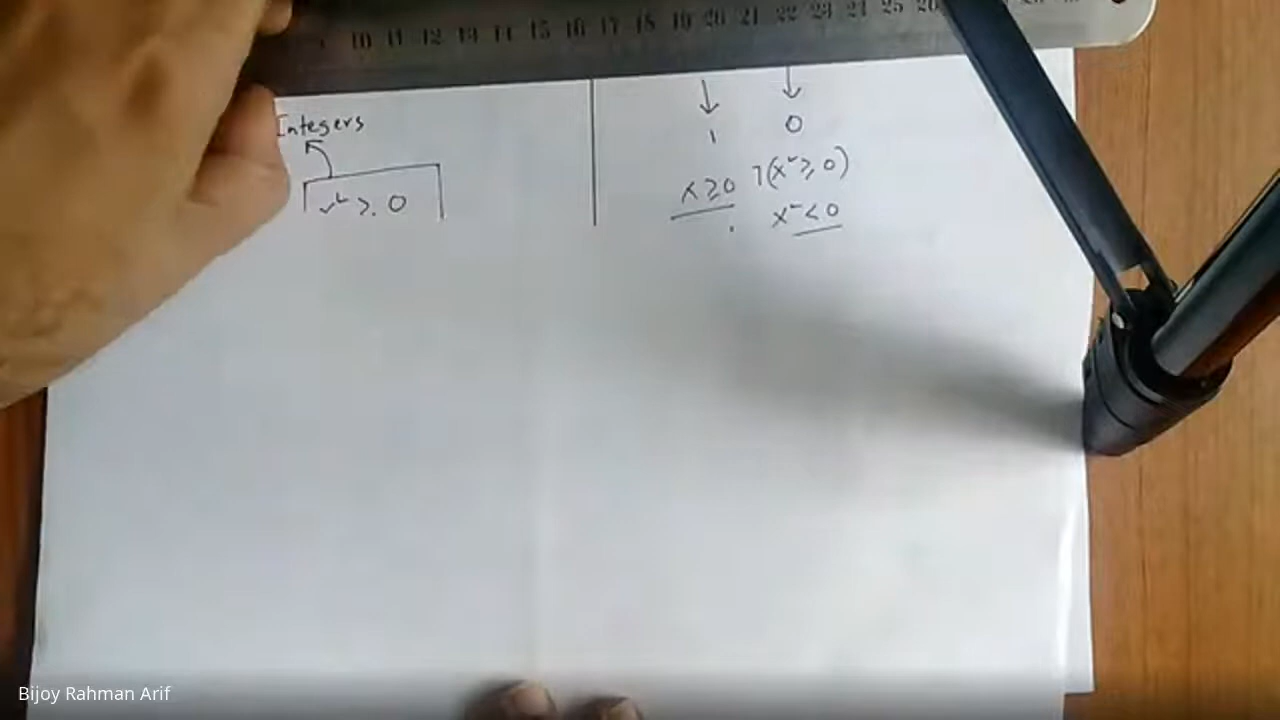 10 11 12 13 14 15 16 17 18 19 20 21 22 23 24 25 26
Integers
x² ≥ 0
↓ ↓
1 0
x ≥ 0 ¬(x² ≥ 0)
x² < 0
Bijoy Rahman Arif